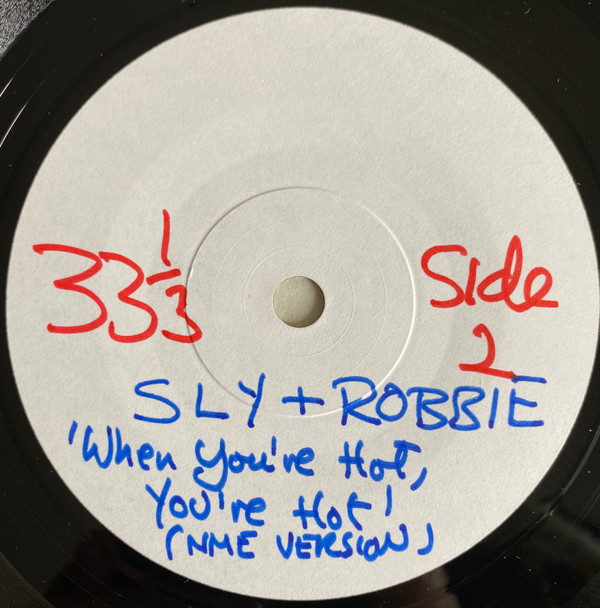 33 1/3
Side
2
SLY + ROBBIE
'When You're Hot,
You're Hot'
(NME VERSION)